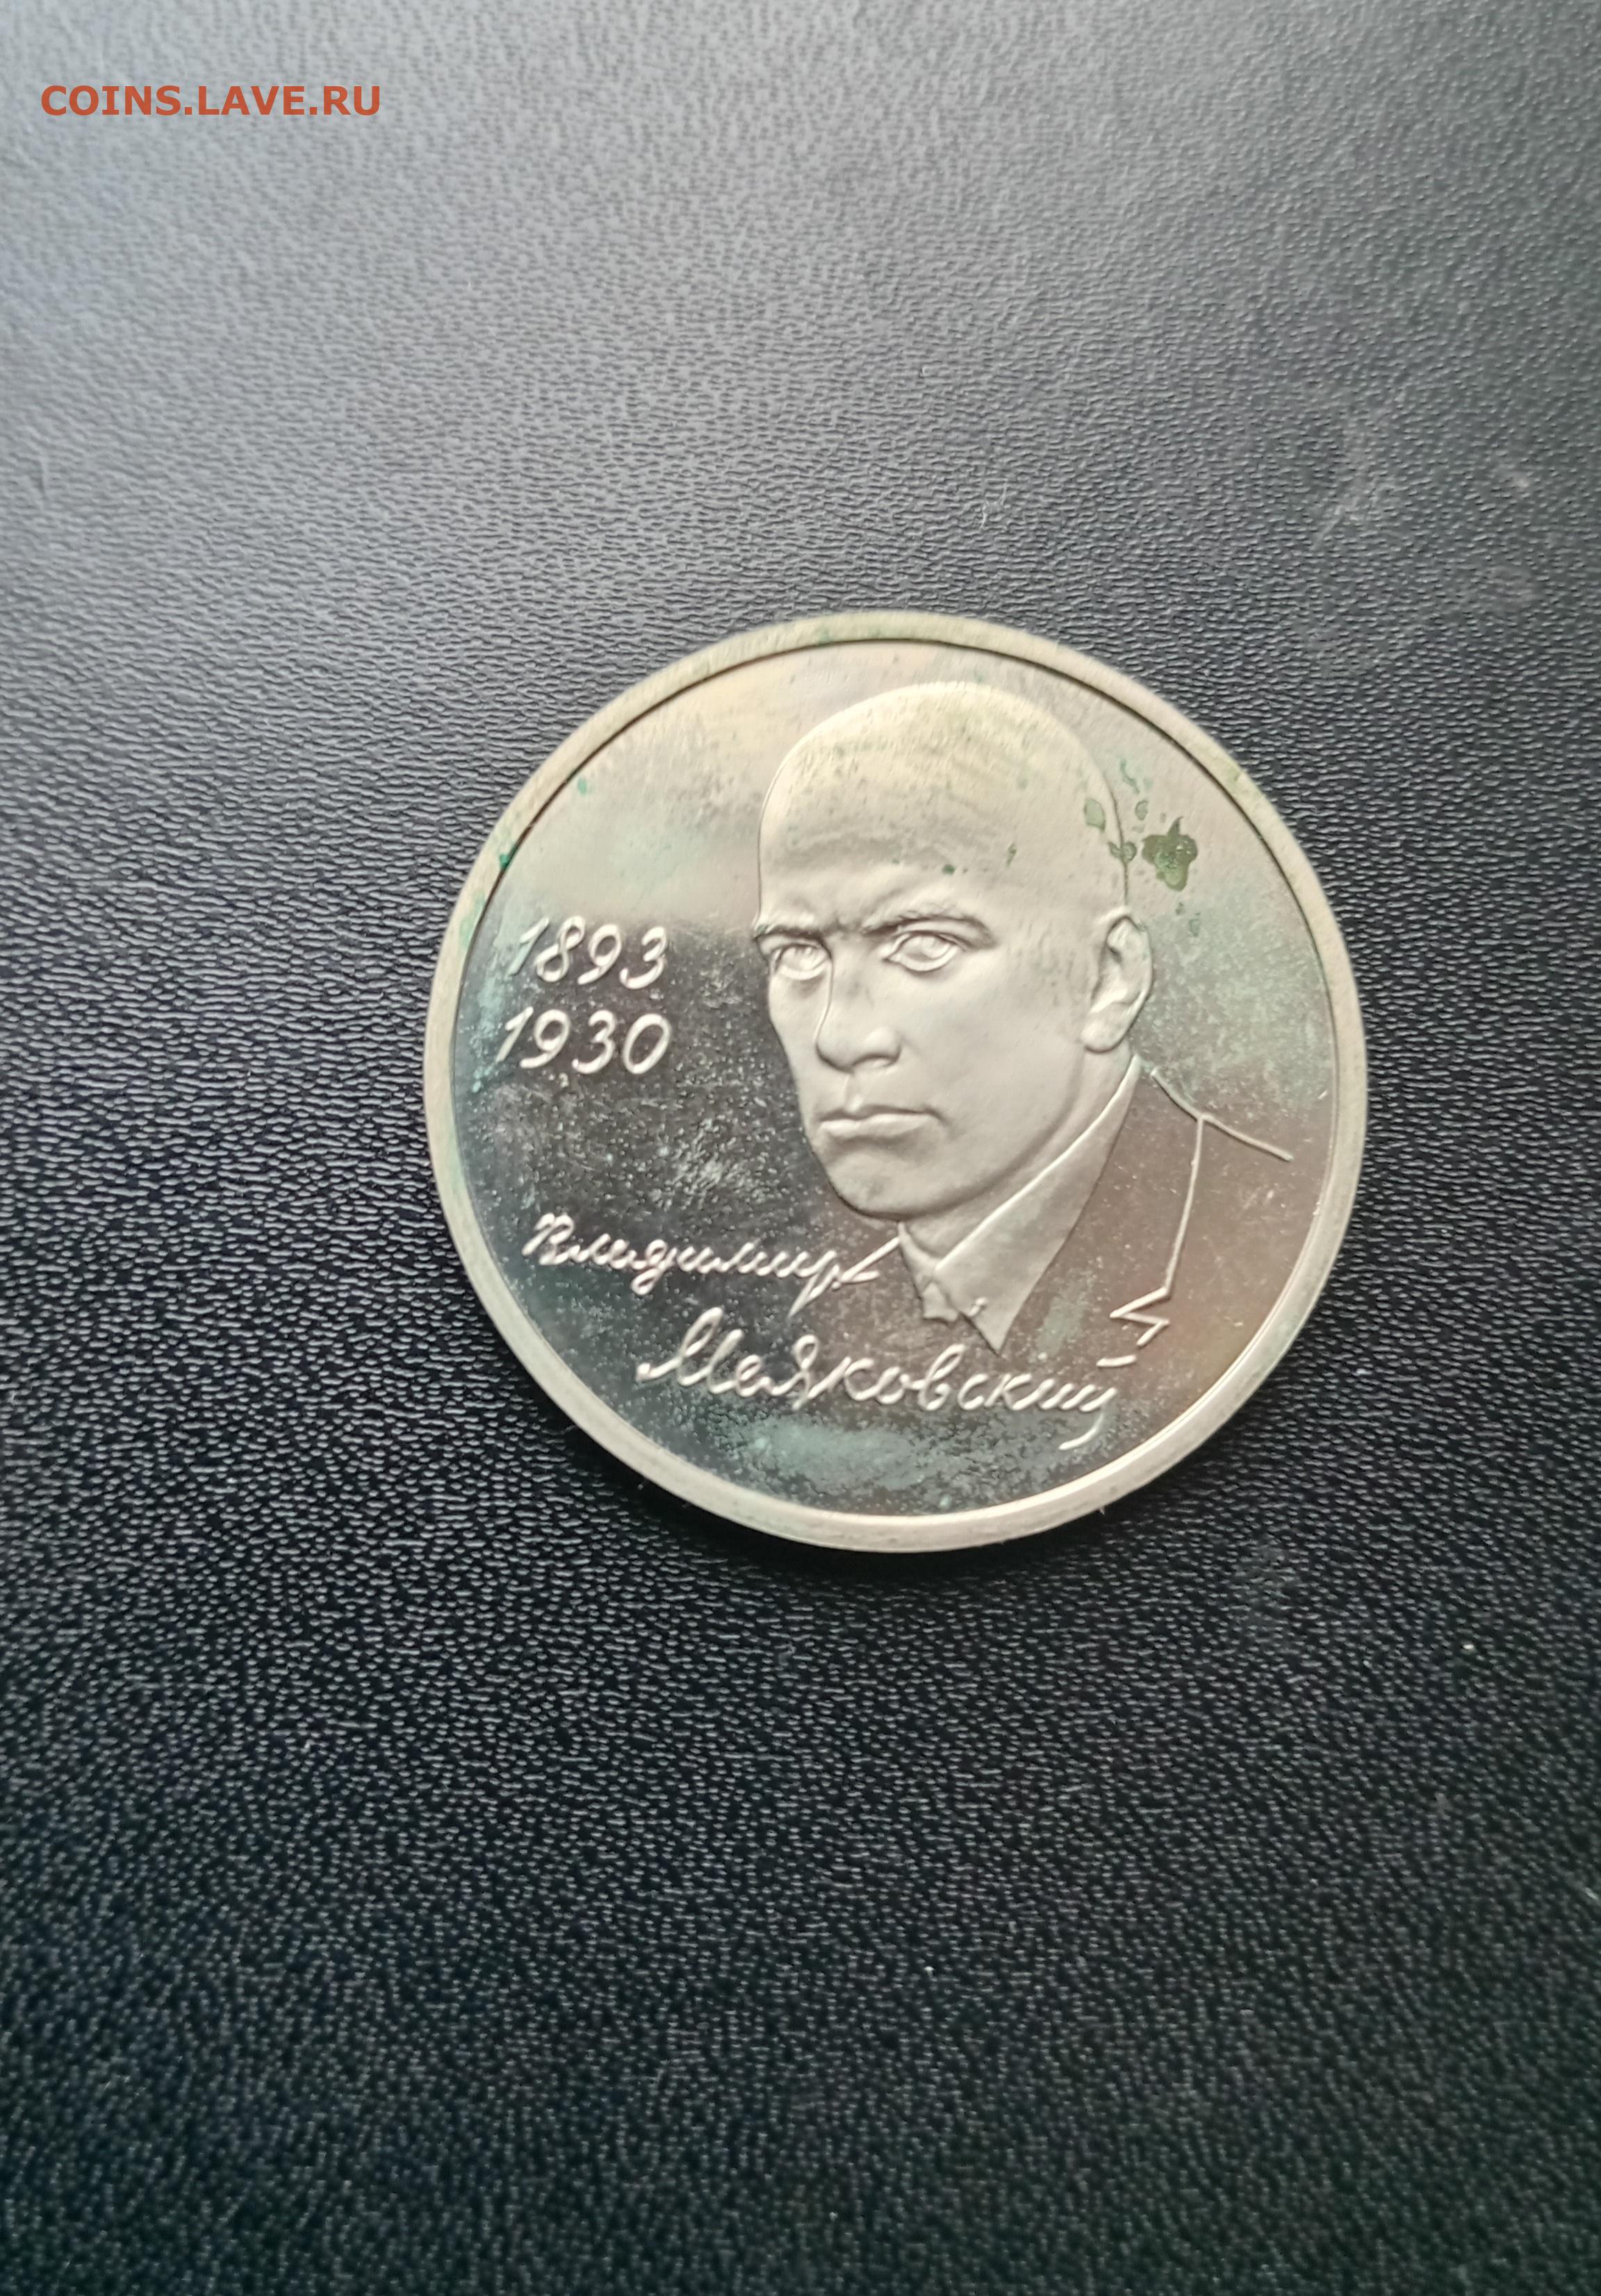 COINS.LAVE.RU
1893
1930
Владимир
Маяковский